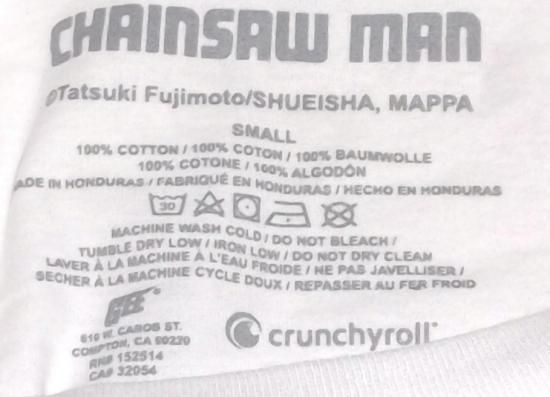 CHAINSAW MAN
©Tatsuki Fujimoto/SHUEISHA, MAPPA
SMALL
100% COTTON / 100% COTON / 100% BAUMWOLLE
100% COTONE / 100% ALGODÓN
ADE IN HONDURAS / FABRIQUÉ EN HONDURAS / HECHO EN HONDURAS
30
MACHINE WASH COLD / DO NOT BLEACH /
TUMBLE DRY LOW / IRON LOW / DO NOT DRY CLEAN
LAVER À LA MACHINE À L'EAU FROIDE / NE PAS JAVELLISER /
SECHER À LA MACHINE CYCLE DOUX / REPASSER AU FER FROID
GEE
610 W. CAROB ST.
COMPTON, CA 90220
RN# 152514
CA# 32054
crunchyroll